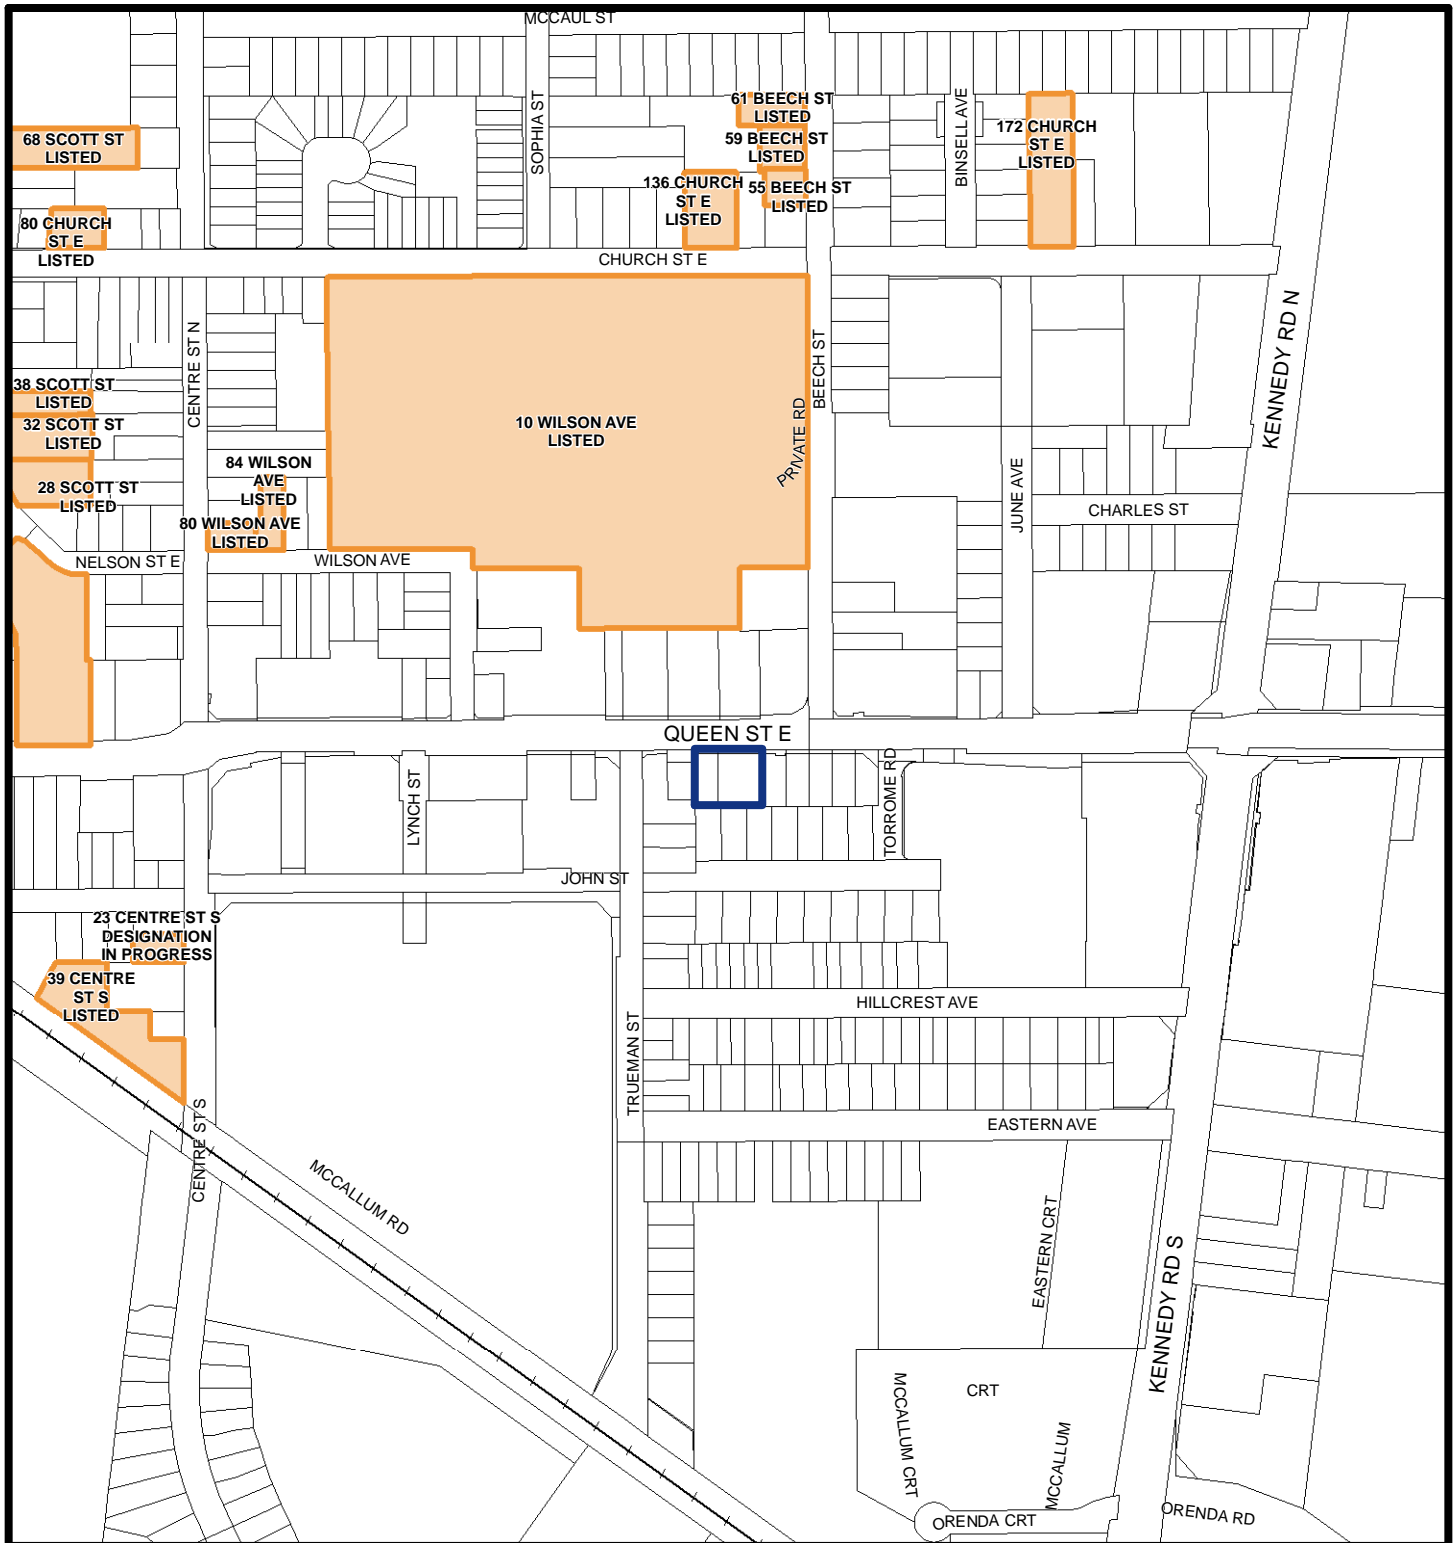 MCCAUL ST
61 BEECH ST
LISTED
59 BEECH ST
LISTED
55 BEECH ST
LISTED
136 CHURCH
ST E
LISTED
172 CHURCH
ST E
LISTED
BINSELL AVE
SOPHIA ST
68 SCOTT ST
LISTED
80 CHURCH
ST E
LISTED
CHURCH ST E
CENTRE ST N
38 SCOTT ST
LISTED
32 SCOTT ST
LISTED
28 SCOTT ST
LISTED
84 WILSON
AVE
LISTED
80 WILSON AVE
LISTED
10 WILSON AVE
LISTED
PRIVATE RD
BEECH ST
KENNEDY RD N
JUNE AVE
CHARLES ST
NELSON ST E
WILSON AVE
QUEEN ST E
LYNCH ST
TORROME RD
JOHN ST
23 CENTRE ST S
DESIGNATION
IN PROGRESS
39 CENTRE
ST S
LISTED
HILLCREST AVE
TRUEMAN ST
EASTERN AVE
CENTRE ST S
MCCALLUM RD
EASTERN CRT
KENNEDY RD S
MCCALLUM CRT
CRT
MCCALLUM
ORENDA CRT
ORENDA RD